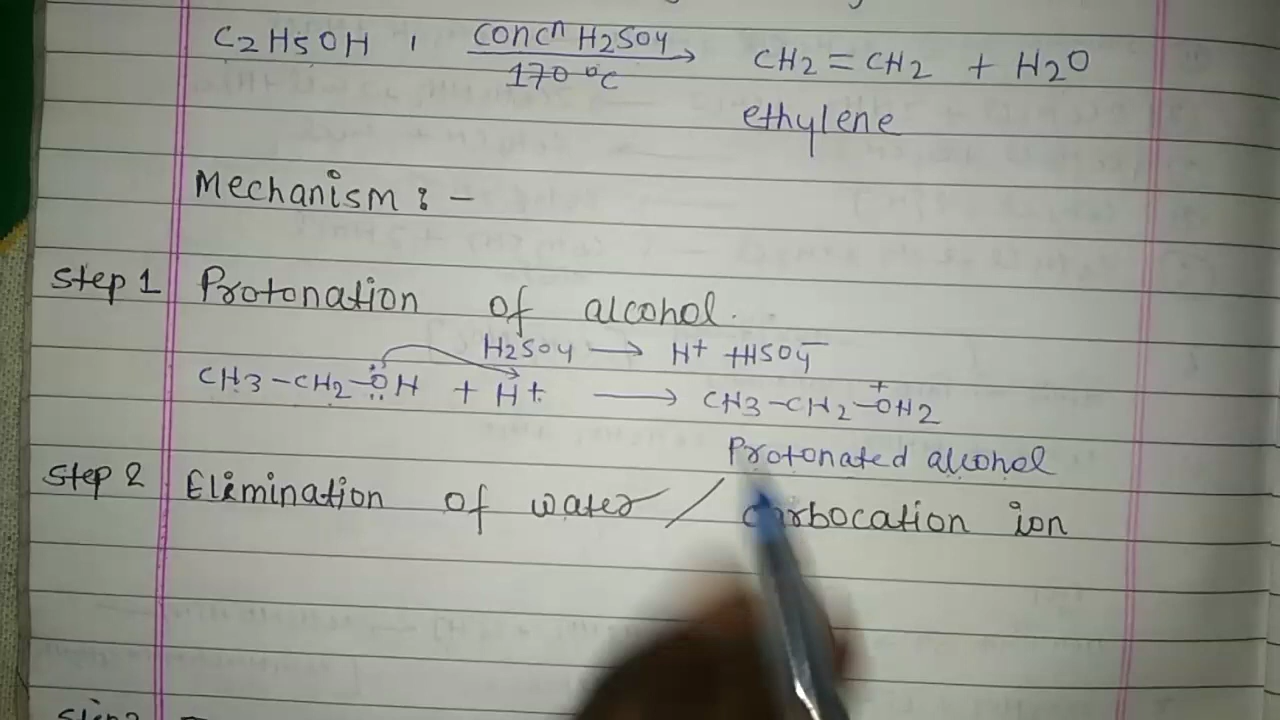 C2H5OH , concⁿ H2SO4 → CH2 = CH2 + H2O
170 °C
ethylene
Mechanism : -
Step 1 Protonation of alcohol.
H2SO4 → H+ + HSO4⁻
CH3 - CH2 - ÖH + H+ → CH3 - CH2 - O⁺H2
Protonated alcohol
Step 2 Elimination of water / carbocation ion